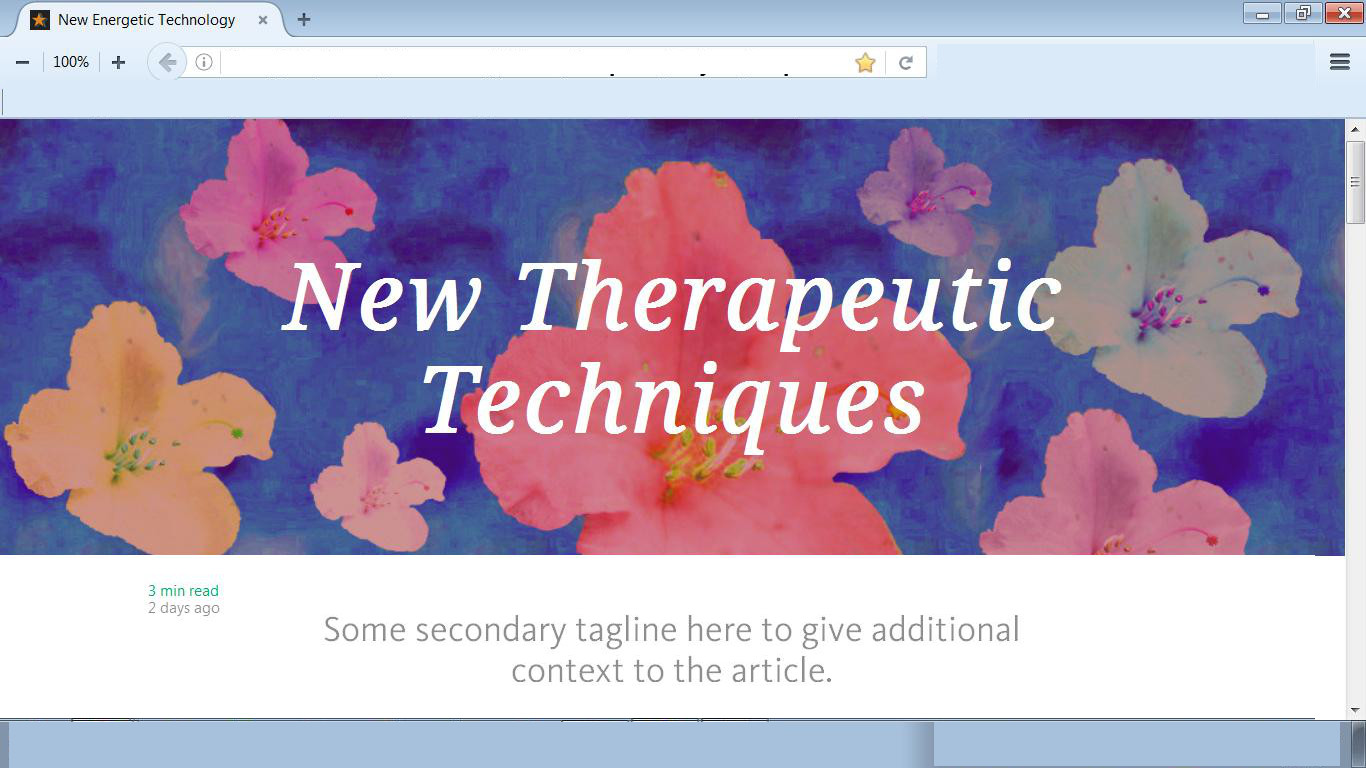 New Energetic Technology
100%
New Therapeutic
Techniques
3 min read
2 days ago
Some secondary tagline here to give additional
context to the article.